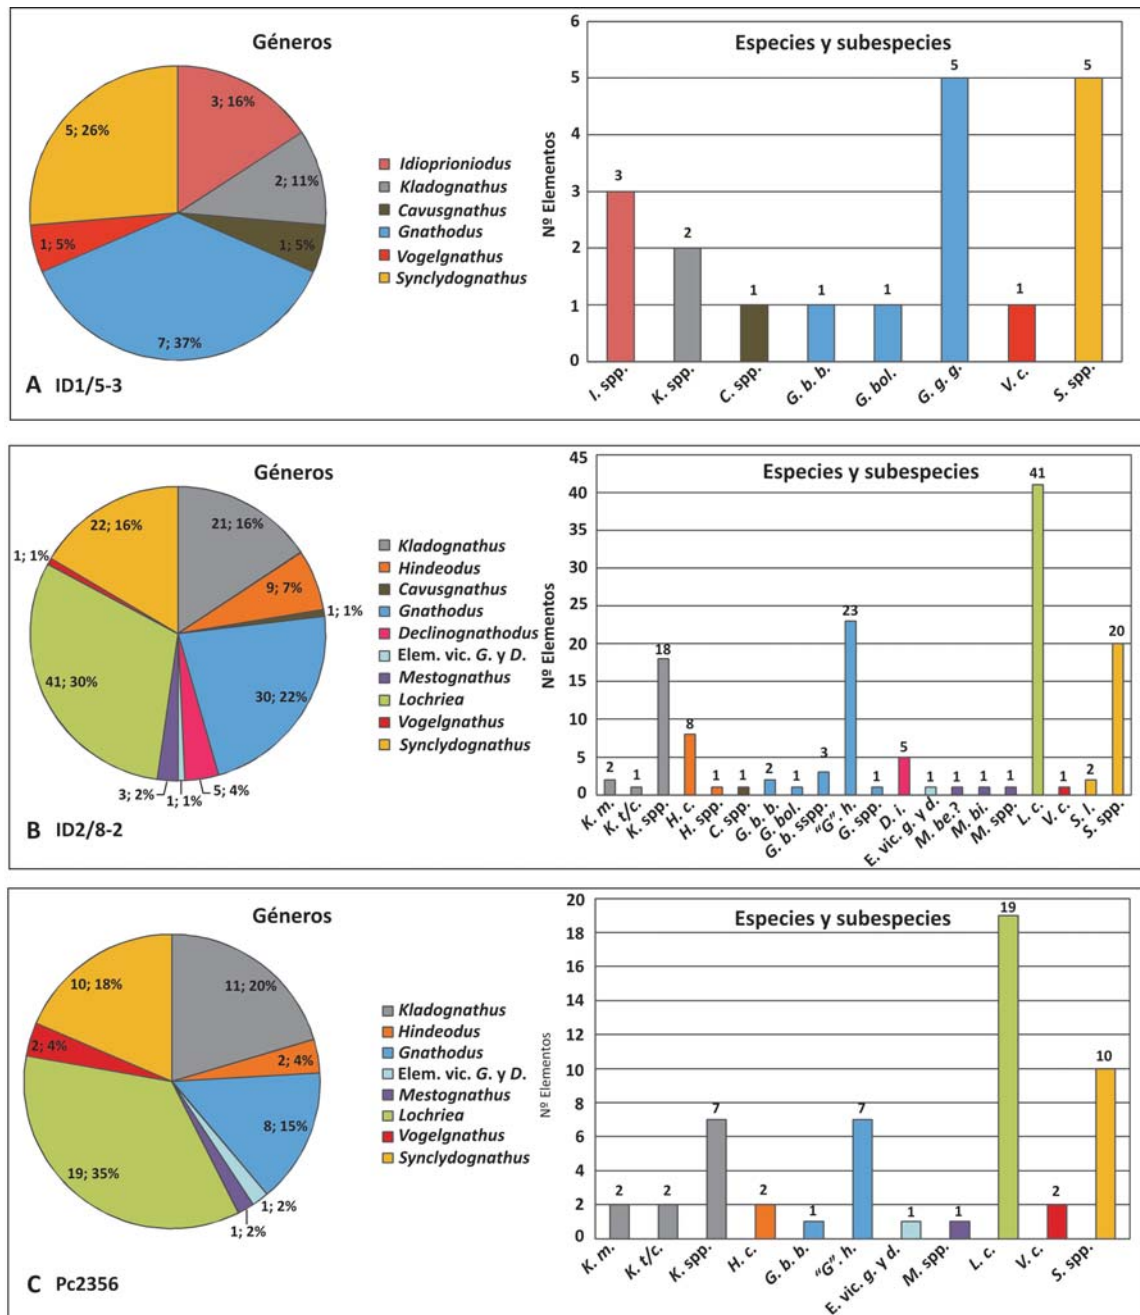 Géneros
3; 16%
5; 26%
2; 11%
1; 5%
1; 5%
7; 37%
Idioprioniodus
Kladognathus
Cavusgnathus
Gnathodus
Vogelgnathus
Synclydognathus
A ID1/5-3
Especies y subespecies
Nº Elementos
6
5
4
3
2
1
0
3
2
1
1
1
5
1
5
I. spp.
K. spp.
C. spp.
G. b. b.
G. bol.
G. g. g.
V. c.
S. spp.
Géneros
22; 16%
21; 16%
1; 1%
9; 7%
1; 1%
41; 30%
30; 22%
3; 2%
1; 1%
5; 4%
Kladognathus
Hindeodus
Cavusgnathus
Gnathodus
Declinognathodus
Elem. vic. G. y D.
Mestognathus
Lochriea
Vogelgnathus
Synclydognathus
B ID2/8-2
Especies y subespecies
Nº Elementos
45
40
35
30
25
20
15
10
5
0
2
1
18
8
1
1
2
1
3
23
1
5
1
1
1
1
41
1
2
20
K. m.
K. t/c.
K. spp.
H. c.
H. spp.
C. spp.
G. b. b.
G. bol.
G. b. sspp.
"G". h.
G. spp.
D. i.
E. vic. g. y d.
M. be.?
M. bi.
M. spp.
L. c.
V. c.
S. l.
S. spp.
Géneros
10; 18%
11; 20%
2; 4%
2; 4%
8; 15%
19; 35%
1; 2%
1; 2%
Kladognathus
Hindeodus
Gnathodus
Elem. vic. G. y D.
Mestognathus
Lochriea
Vogelgnathus
Synclydognathus
C Pc2356
Especies y subespecies
Nº Elementos
20
18
16
14
12
10
8
6
4
2
0
2
2
7
2
1
7
1
1
19
2
10
K. m.
K. t/c.
K. spp.
H. c.
G. b. b.
"G". h.
E. vic. g. y d.
M. spp.
L. c.
V. c.
S. spp.